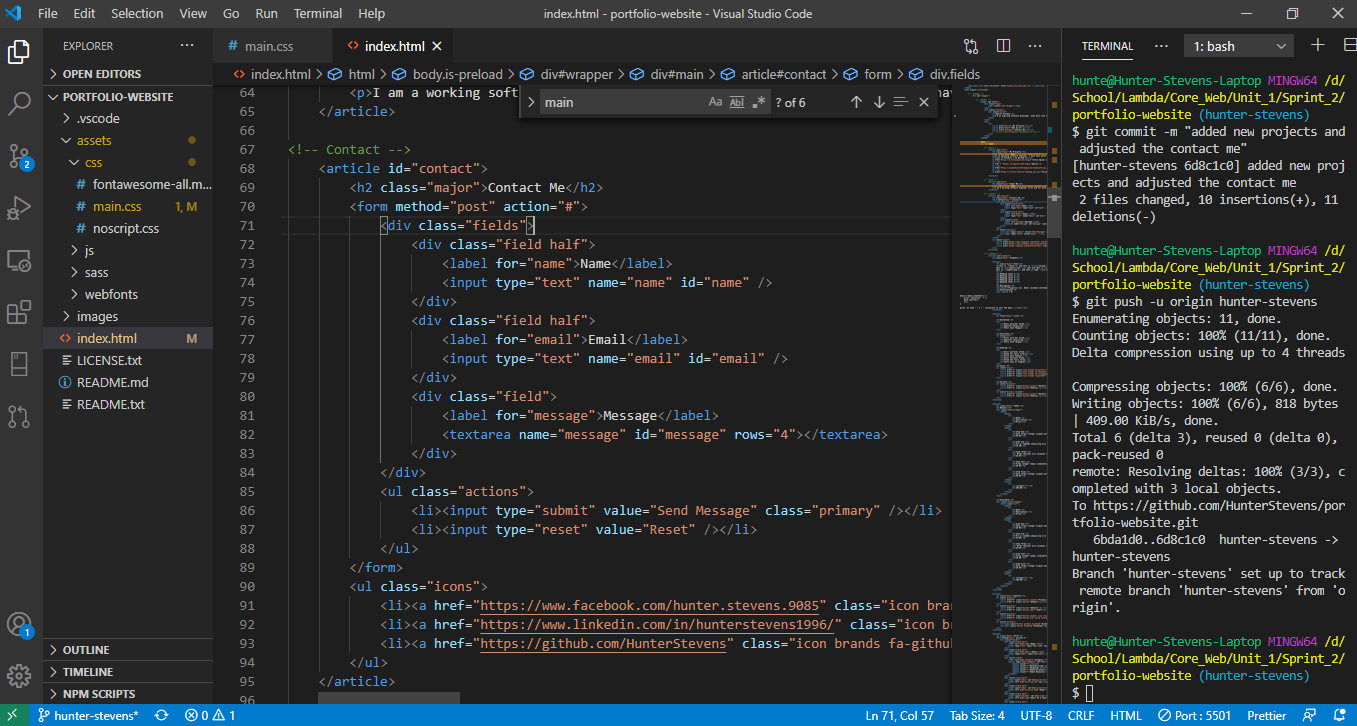 File Edit Selection View Go Run Terminal Help
index.html - portfolio-website - Visual Studio Code
EXPLORER
OPEN EDITORS
PORTFOLIO-WEBSITE
.vscode
assets
css
fontawesome-all.m...
main.css 1, M
noscript.css
js
sass
webfonts
images
index.html M
LICENSE.txt
README.md
README.txt
OUTLINE
TIMELINE
NPM SCRIPTS
2
1
main.css
index.html
index.html > html > body.is-preload > div#wrapper > div#main > article#contact > form > div.fields
main Aa Abl .* ? of 6
64 <p>I am a working soft
65 </article>
66
67 <!-- Contact -->
68 <article id="contact">
69 <h2 class="major">Contact Me</h2>
70 <form method="post" action="#">
71 <div class="fields">
72 <div class="field half">
73 <label for="name">Name</label>
74 <input type="text" name="name" id="name" />
75 </div>
76 <div class="field half">
77 <label for="email">Email</label>
78 <input type="text" name="email" id="email" />
79 </div>
80 <div class="field">
81 <label for="message">Message</label>
82 <textarea name="message" id="message" rows="4"></textarea>
83 </div>
84 </div>
85 <ul class="actions">
86 <li><input type="submit" value="Send Message" class="primary" /></li>
87 <li><input type="reset" value="Reset" /></li>
88 </ul>
89 </form>
90 <ul class="icons">
91 <li><a href="https://www.facebook.com/hunter.stevens.9085" class="icon bran
92 <li><a href="https://www.linkedin.com/in/hunterstevens1996/" class="icon b
93 <li><a href="https://github.com/HunterStevens" class="icon brands fa-githu
94 </ul>
95 </article>
96
TERMINAL
1: bash
hunte@Hunter-Stevens-Laptop MINGW64 /d/
School/Lambda/Core_Web/Unit_1/Sprint_2/
portfolio-website (hunter-stevens)
$ git commit -m "added new projects and
adjusted the contact me"
[hunter-stevens 6d8c1c0] added new proj
ects and adjusted the contact me
2 files changed, 10 insertions(+), 11
deletions(-)
hunte@Hunter-Stevens-Laptop MINGW64 /d/
School/Lambda/Core_Web/Unit_1/Sprint_2/
portfolio-website (hunter-stevens)
$ git push -u origin hunter-stevens
Enumerating objects: 11, done.
Counting objects: 100% (11/11), done.
Delta compression using up to 4 threads
Compressing objects: 100% (6/6), done.
Writing objects: 100% (6/6), 818 bytes
| 409.00 KiB/s, done.
Total 6 (delta 3), reused 0 (delta 0),
pack-reused 0
remote: Resolving deltas: 100% (3/3), c
ompleted with 3 local objects.
To https://github.com/HunterStevens/por
tfolio-website.git
6bda1d0..6d8c1c0 hunter-stevens ->
hunter-stevens
Branch 'hunter-stevens' set up to track
remote branch 'hunter-stevens' from 'o
rigin'.
hunte@Hunter-Stevens-Laptop MINGW64 /d/
School/Lambda/Core_Web/Unit_1/Sprint_2/
portfolio-website (hunter-stevens)
$
hunter-stevens* 0 1 Ln 71, Col 57 Tab Size: 4 UTF-8 CRLF HTML Port : 5501 Prettier